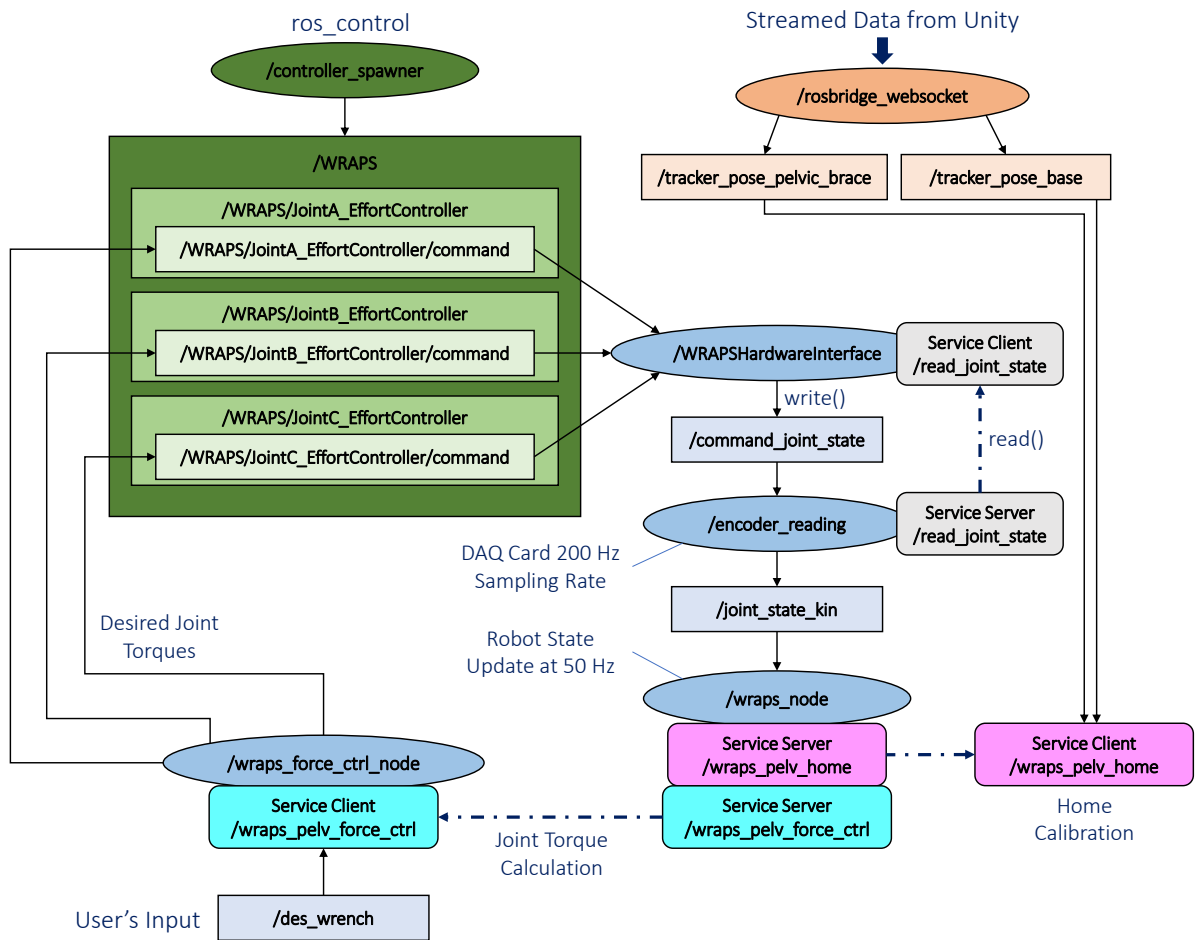 ros_control
Streamed Data from Unity
/controller_spawner
/rosbridge_websocket
/WRAPS
/tracker_pose_pelvic_brace
/tracker_pose_base
/WRAPS/JointA_EffortController
/WRAPS/JointA_EffortController/command
/WRAPS/JointB_EffortController
/WRAPS/JointB_EffortController/command
/WRAPS/JointC_EffortController
/WRAPS/JointC_EffortController/command
/WRAPSHardwareInterface
Service Client
/read_joint_state
write()
/command_joint_state
read()
/encoder_reading
Service Server
/read_joint_state
DAQ Card 200 Hz
Sampling Rate
/joint_state_kin
Desired Joint
Torques
Robot State
Update at 50 Hz
/wraps_node
Service Server
/wraps_pelv_home
Service Client
/wraps_pelv_home
/wraps_force_ctrl_node
Service Client
/wraps_pelv_force_ctrl
Service Server
/wraps_pelv_force_ctrl
Home
Calibration
Joint Torque
Calculation
User’s Input
/des_wrench